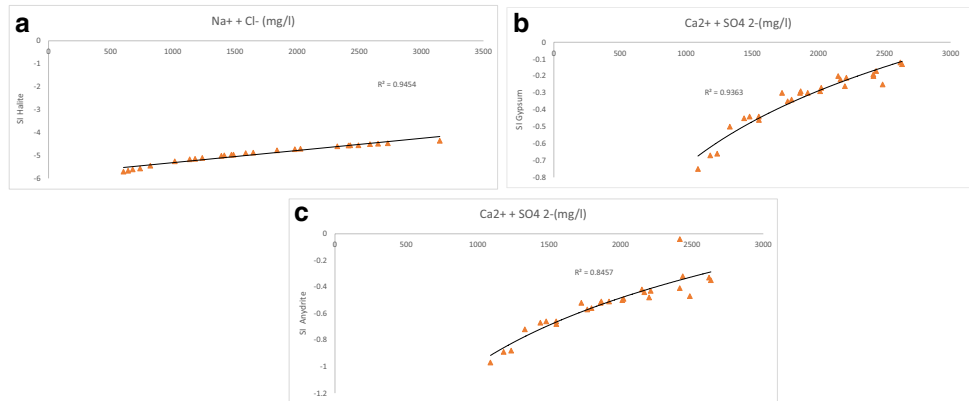 a
Na+ + Cl- (mg/l)
0 500 1000 1500 2000 2500 3000 3500
0
-1
-2
-3
-4
-5
-6
SI Halite
R² = 0.9454
b
Ca2+ + SO4 2-(mg/l)
0 500 1000 1500 2000 2500 3000
0
-0.1
-0.2
-0.3
-0.4
-0.5
-0.6
-0.7
-0.8
SI Gypsum
R² = 0.9363
c
Ca2+ + SO4 2-(mg/l)
0 500 1000 1500 2000 2500 3000
0
-0.2
-0.4
-0.6
-0.8
-1
-1.2
SI Anydrite
R² = 0.8457